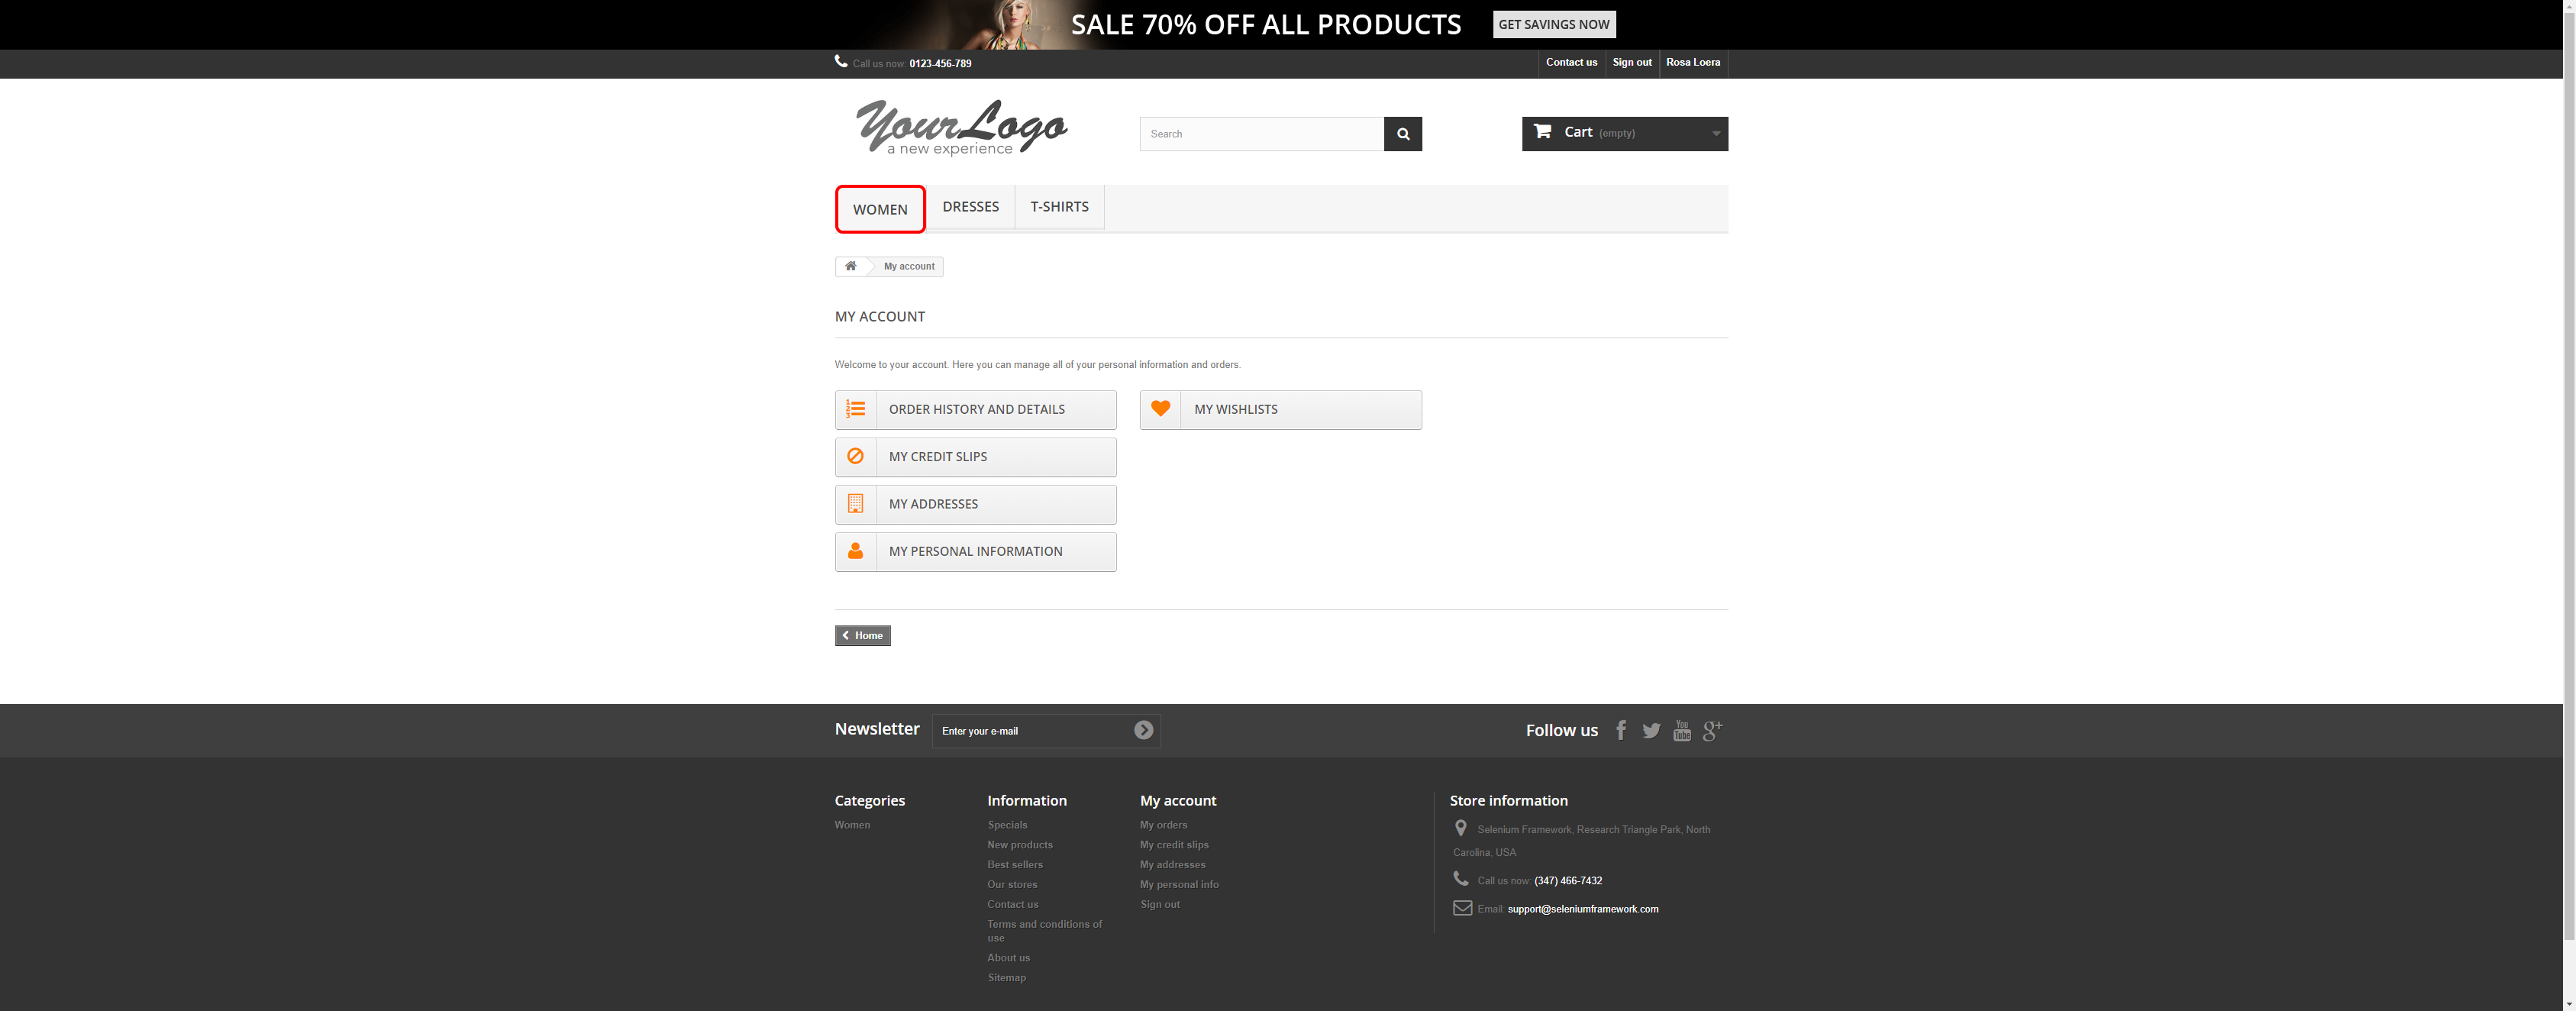 SALE 70% OFF ALL PRODUCTS GET SAVINGS NOW
Call us now: 0123-456-789 Contact us Sign out Rosa Loera
YourLogo
a new experience
Search
Cart (empty)
WOMEN DRESSES T-SHIRTS
My account
MY ACCOUNT
Welcome to your account. Here you can manage all of your personal information and orders.
ORDER HISTORY AND DETAILS
MY WISHLISTS
MY CREDIT SLIPS
MY ADDRESSES
MY PERSONAL INFORMATION
Home
Newsletter Enter your e-mail Follow us
You
Tube
g+
Categories
Women
Information
Specials
New products
Best sellers
Our stores
Contact us
Terms and conditions of
use
About us
Sitemap
My account
My orders
My credit slips
My addresses
My personal info
Sign out
Store information
Selenium Framework, Research Triangle Park, North
Carolina, USA
Call us now: (347) 466-7432
Email: support@seleniumframework.com